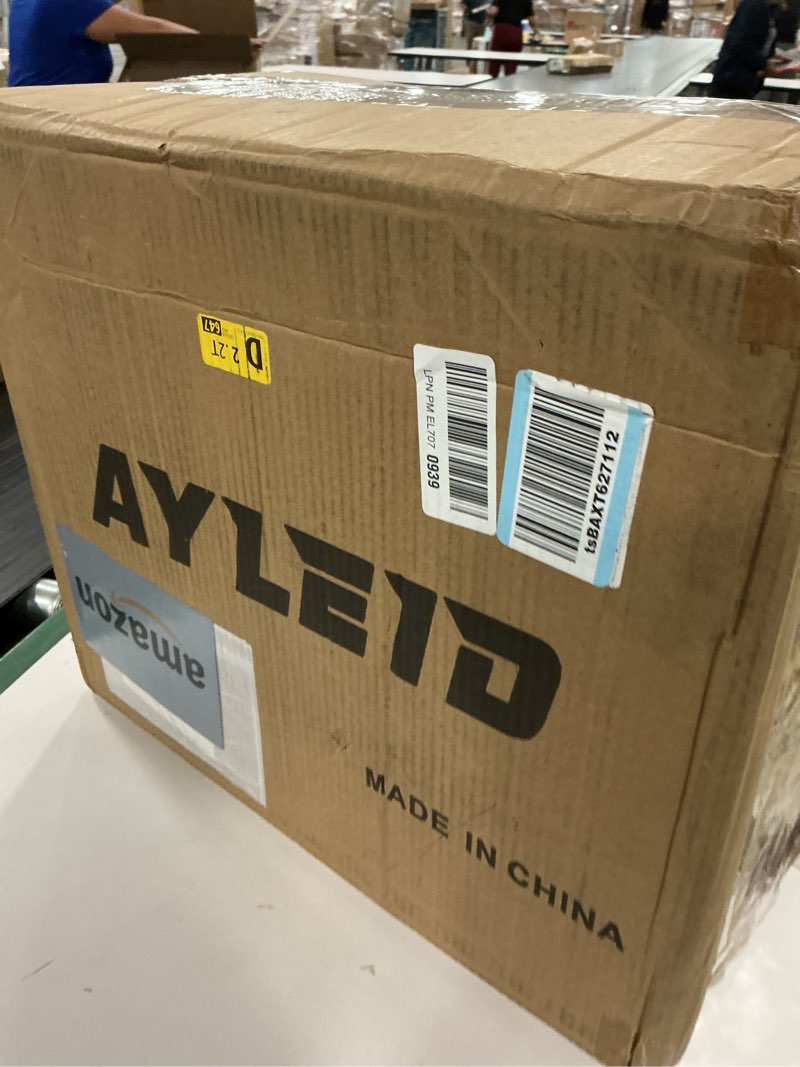 D
2.2T
647
LPN PM EL707 0939
tsBAXT627112
AYLEID
amazon
MADE IN CHINA